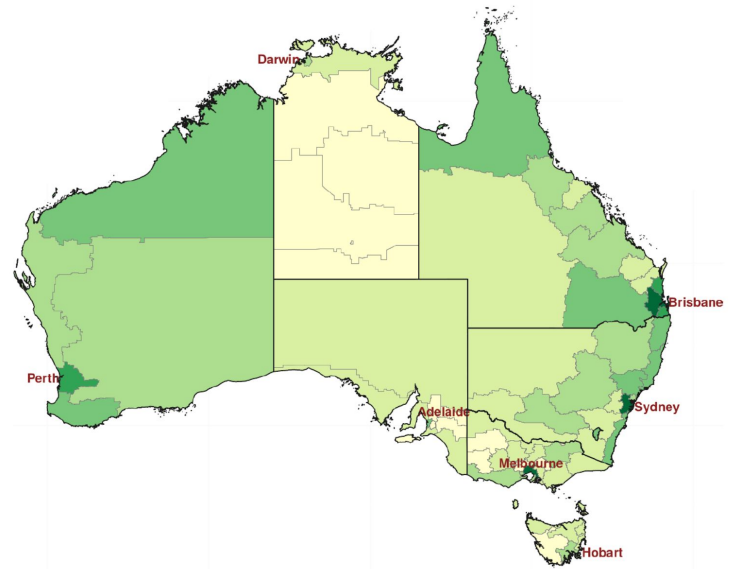 Darwin
Brisbane
Perth
Sydney
Adelaide
Melbourne
Hobart